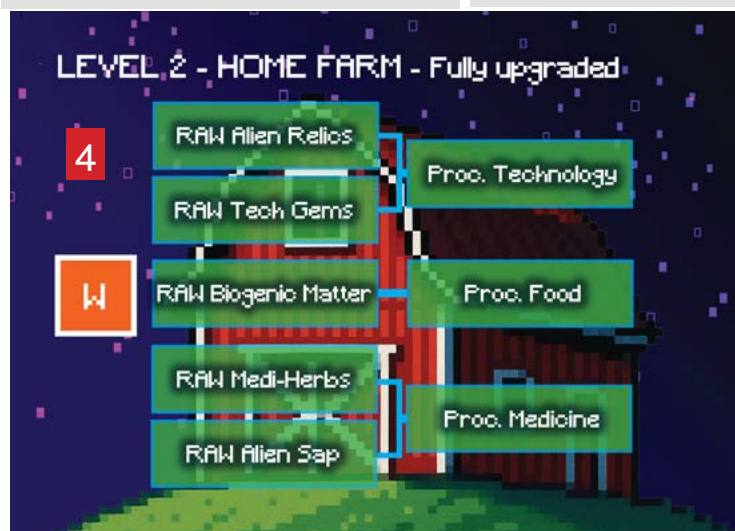 LEVEL 2 - HOME FARM - Fully upgraded
4
RAW Alien Relics
Proc. Technology
RAW Tech Gems
W
RAW Biogenic Matter
Proc. Food
RAW Medi-Herbs
Proc. Medicine
RAW Alien Sap